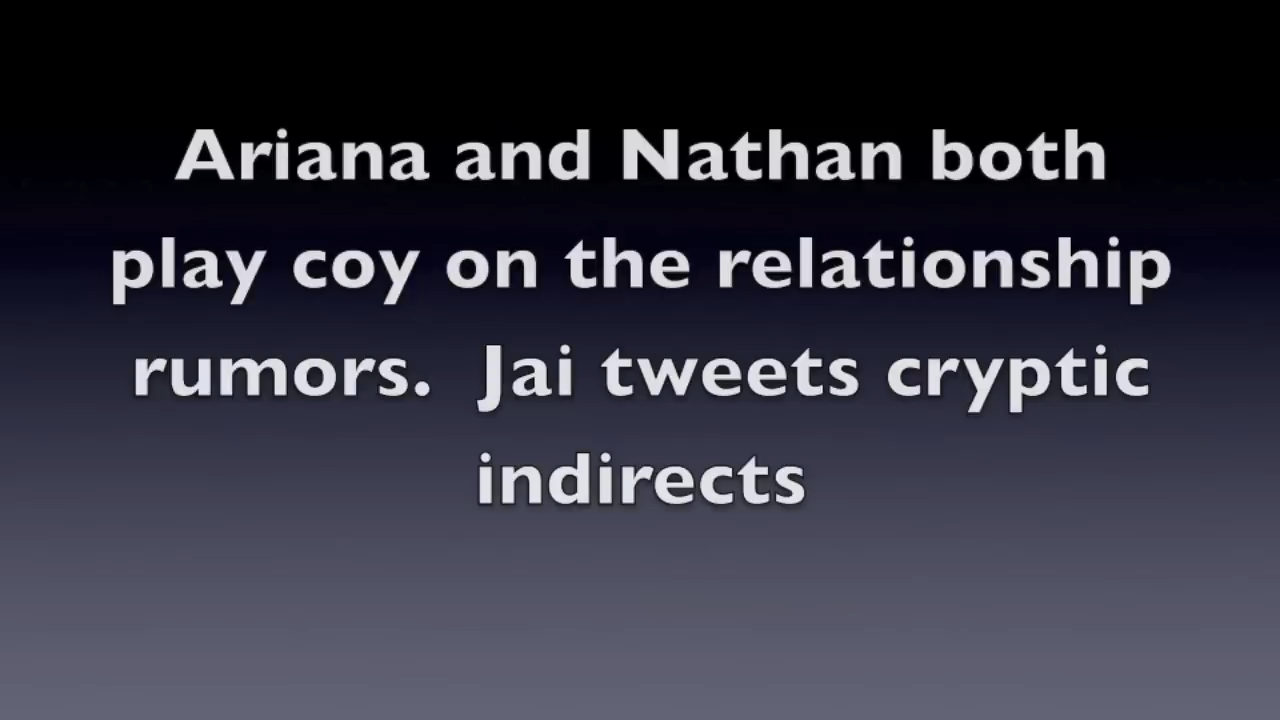 Ariana and Nathan both
play coy on the relationship
rumors.  Jai tweets cryptic
indirects